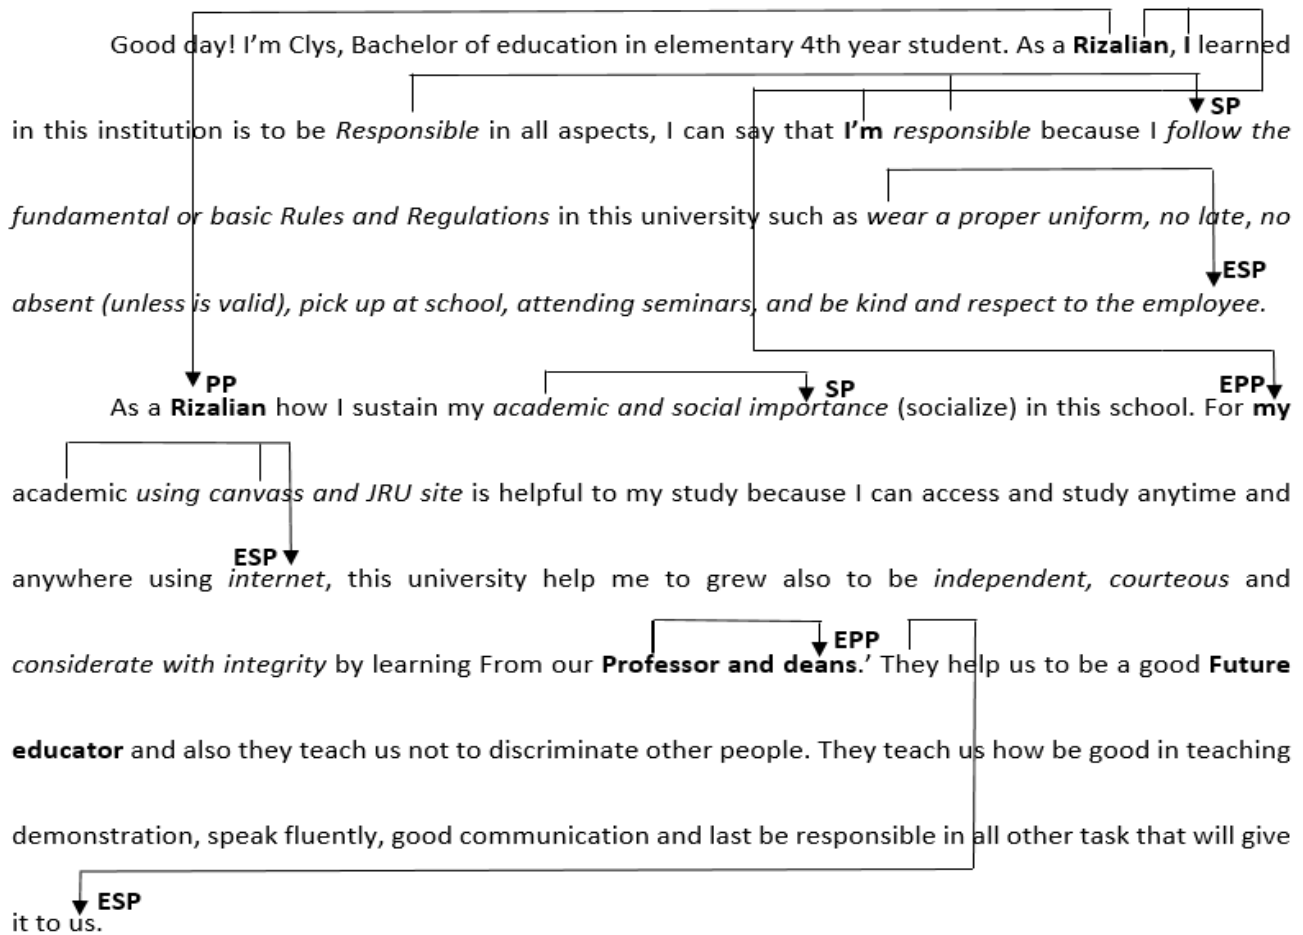 Good day! I'm Clys, Bachelor of education in elementary 4th year student. As a Rizalian, I learned
SP
in this institution is to be Responsible in all aspects, I can say that I'm responsible because I follow the
fundamental or basic Rules and Regulations in this university such as wear a proper uniform, no late, no
ESP
absent (unless is valid), pick up at school, attending seminars, and be kind and respect to the employee.
PP SP EPP
As a Rizalian how I sustain my academic and social importance (socialize) in this school. For my
academic using canvass and JRU site is helpful to my study because I can access and study anytime and
ESP
anywhere using internet, this university help me to grew also to be independent, courteous and
EPP
considerate with integrity by learning From our Professor and deans.' They help us to be a good Future
educator and also they teach us not to discriminate other people. They teach us how be good in teaching
demonstration, speak fluently, good communication and last be responsible in all other task that will give
ESP
it to us.